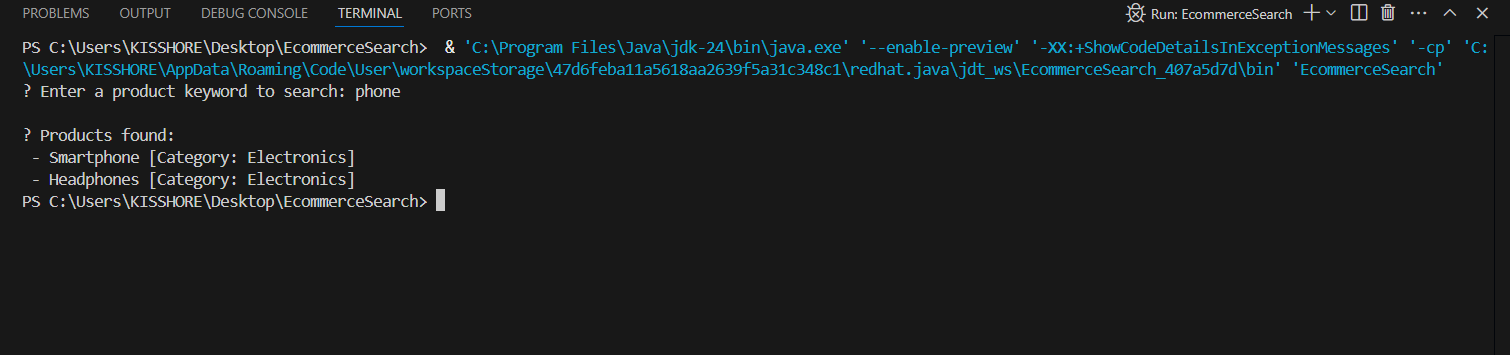 PROBLEMS OUTPUT DEBUG CONSOLE TERMINAL PORTS Run: EcommerceSearch
PS C:\Users\KISSHORE\Desktop\EcommerceSearch>  & 'C:\Program Files\Java\jdk-24\bin\java.exe' '--enable-preview' '-XX:+ShowCodeDetailsInExceptionMessages' '-cp' 'C:
\Users\KISSHORE\AppData\Roaming\Code\User\workspaceStorage\47d6feba11a5618aa2639f5a31c348c1\redhat.java\jdt_ws\EcommerceSearch_407a5d7d\bin' 'EcommerceSearch'
? Enter a product keyword to search: phone
? Products found:
 - Smartphone [Category: Electronics]
 - Headphones [Category: Electronics]
PS C:\Users\KISSHORE\Desktop\EcommerceSearch>